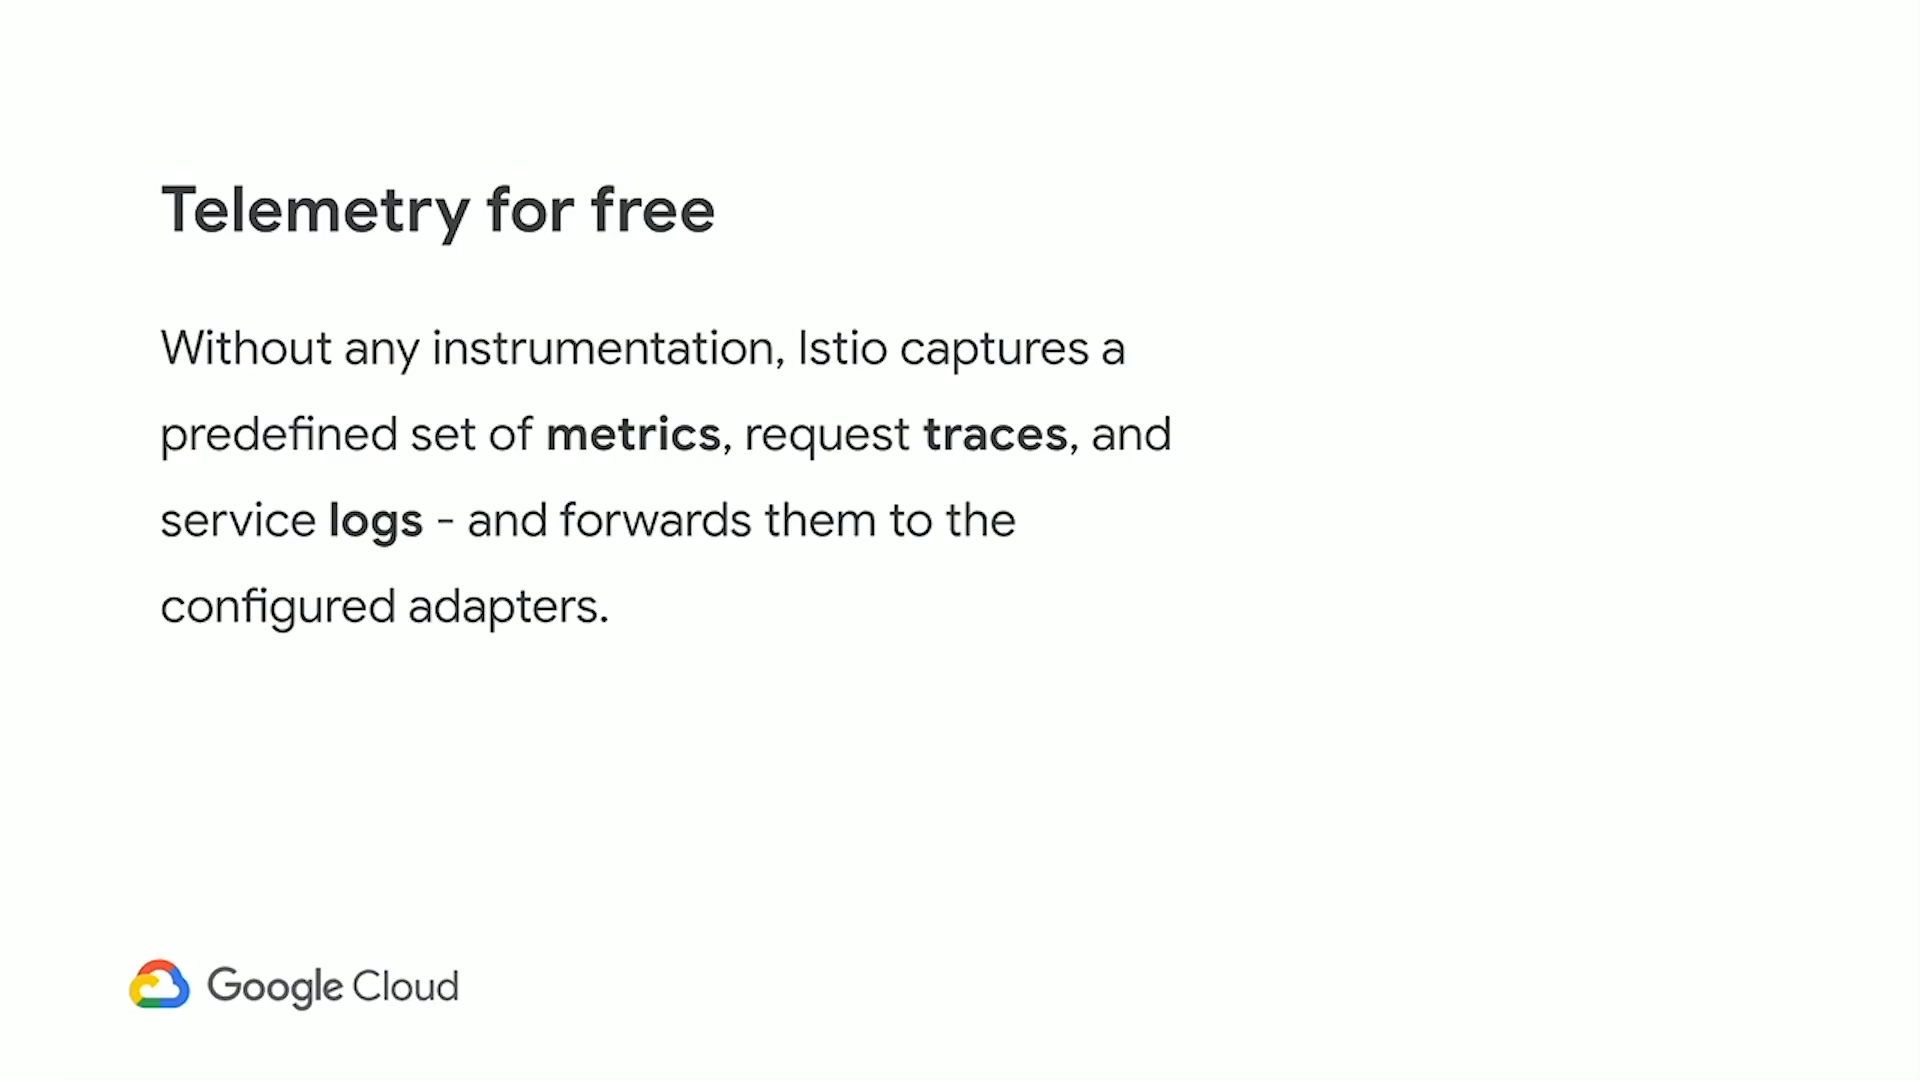 Telemetry for free
Without any instrumentation, Istio captures a
predefined set of metrics, request traces, and
service logs - and forwards them to the
configured adapters.
Google Cloud